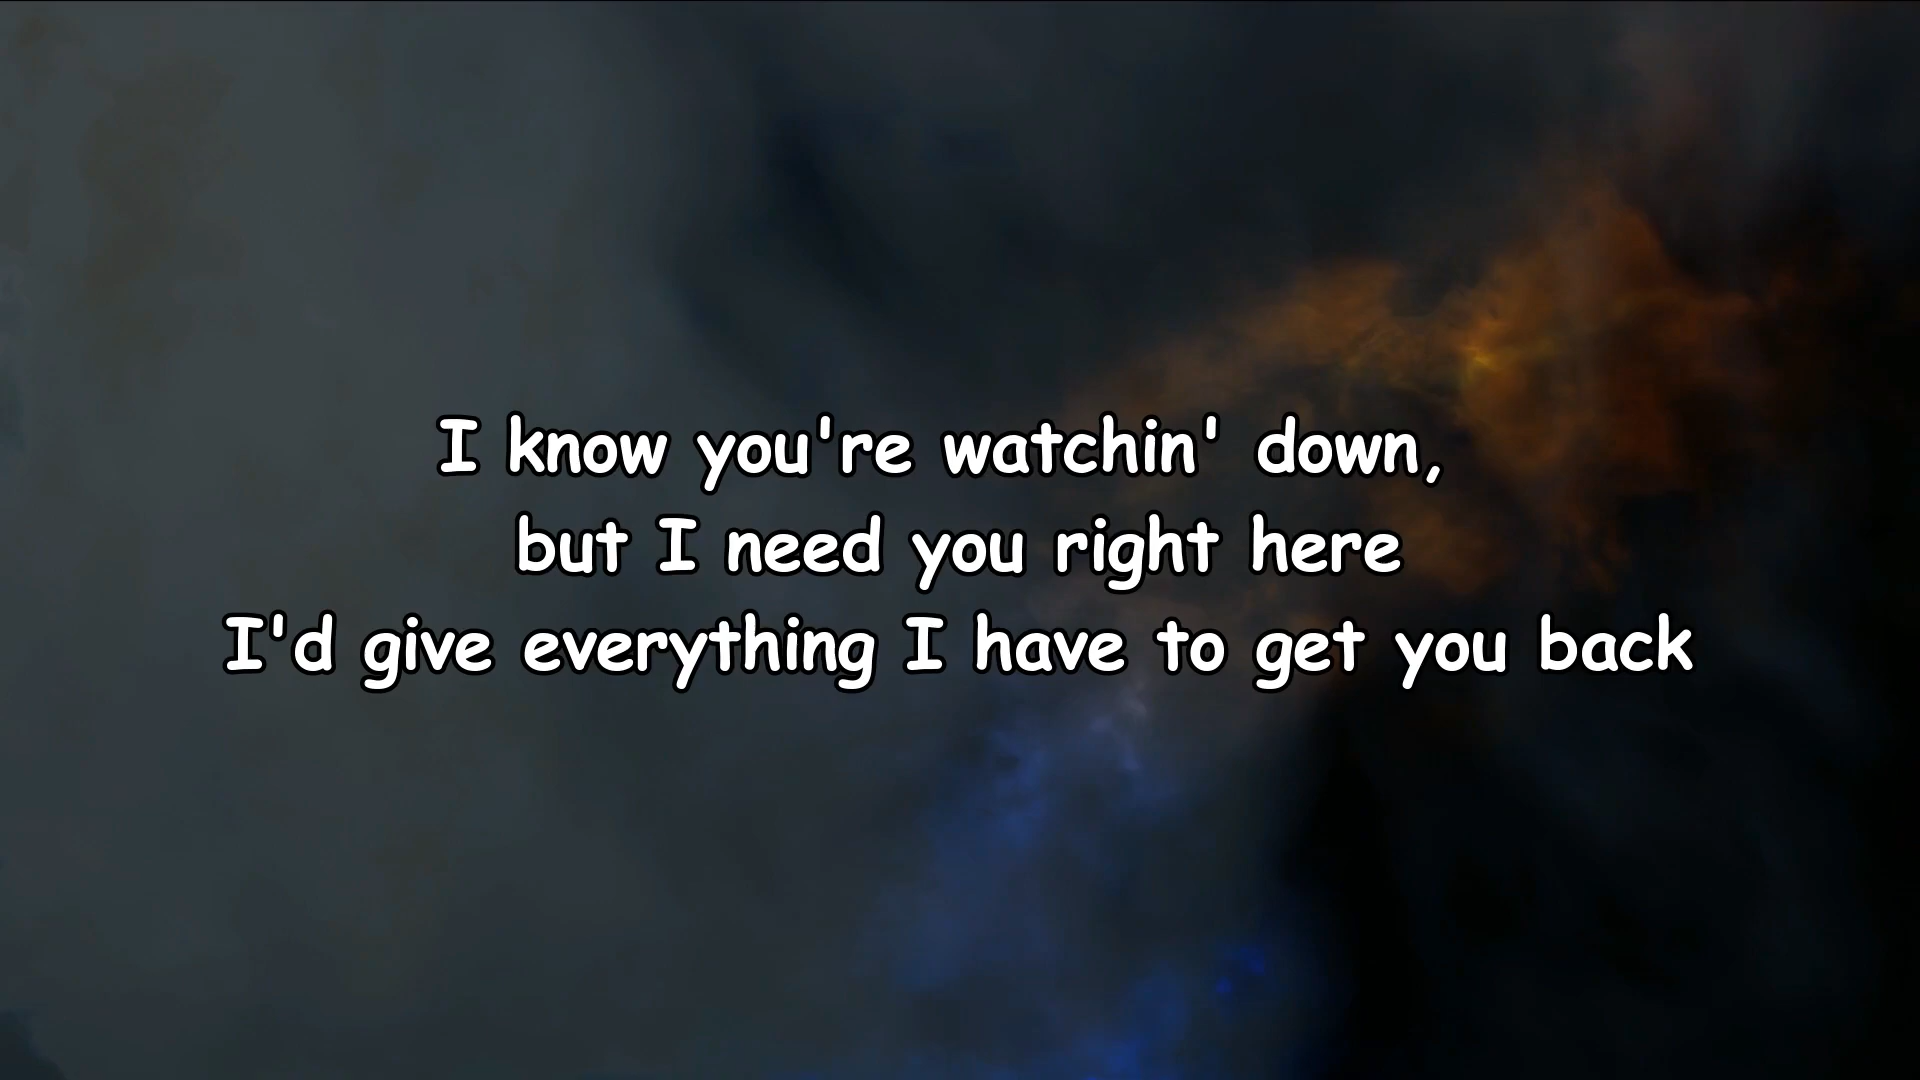 I know you're watchin' down,
but I need you right here
I'd give everything I have to get you back